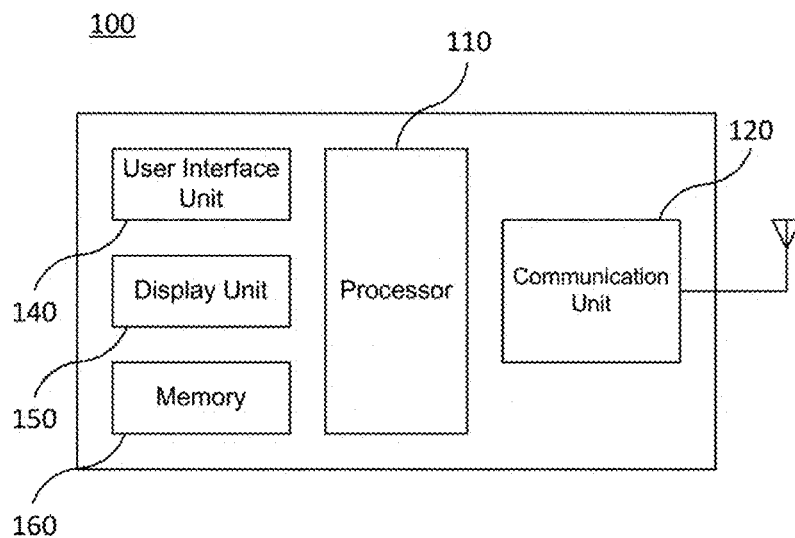 100
110
120
User Interface
Unit
140
Display Unit
150
Memory
160
Processor
Communication
Unit